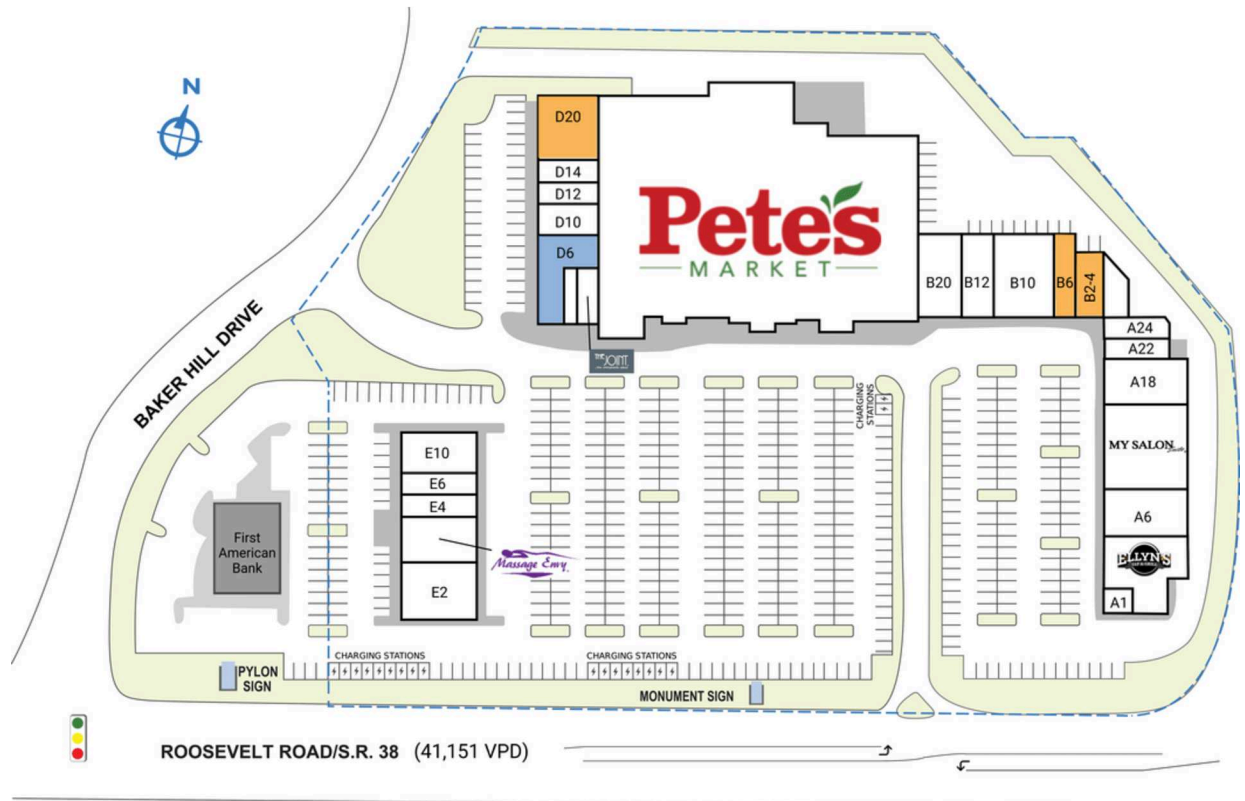 N
D20
D14
D12
D10
D6
Pete's
MARKET
B20
B12
B10
B6
B2-4
A24
A22
A18
THE JOINT
CHARGING
STATIONS
BAKER HILL DRIVE
MY SALON
E10
E6
E4
A6
First
American
Bank
Massage Envy
ELLYN'S
E2
A1
CHARGING STATIONS
CHARGING STATIONS
PYLON
SIGN
MONUMENT SIGN
ROOSEVELT ROAD/S.R. 38 (41,151 VPD)